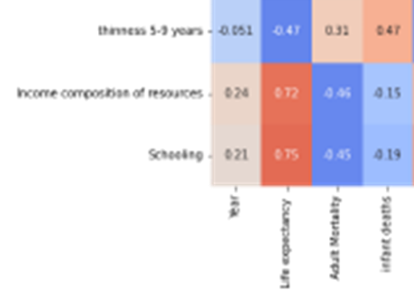 thinness 5-9 years -0.051 -0.47 0.31 0.47
Income composition of resources 0.24 0.72 -0.46 -0.15
Schooling 0.21 0.75 -0.45 -0.19
Year
Life expectancy
Adult Mortality
infant deaths